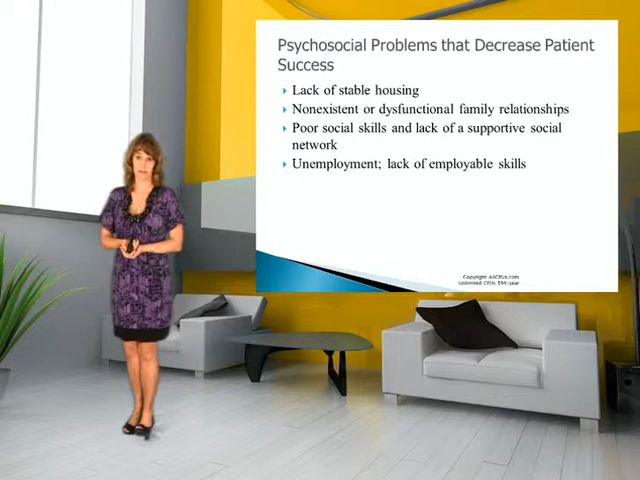 Psychosocial Problems that Decrease Patient
Success
Lack of stable housing
Nonexistent or dysfunctional family relationships
Poor social skills and lack of a supportive social
network
Unemployment; lack of employable skills
Copyright AllCEUs.com
Unlimited CEUs $99/year